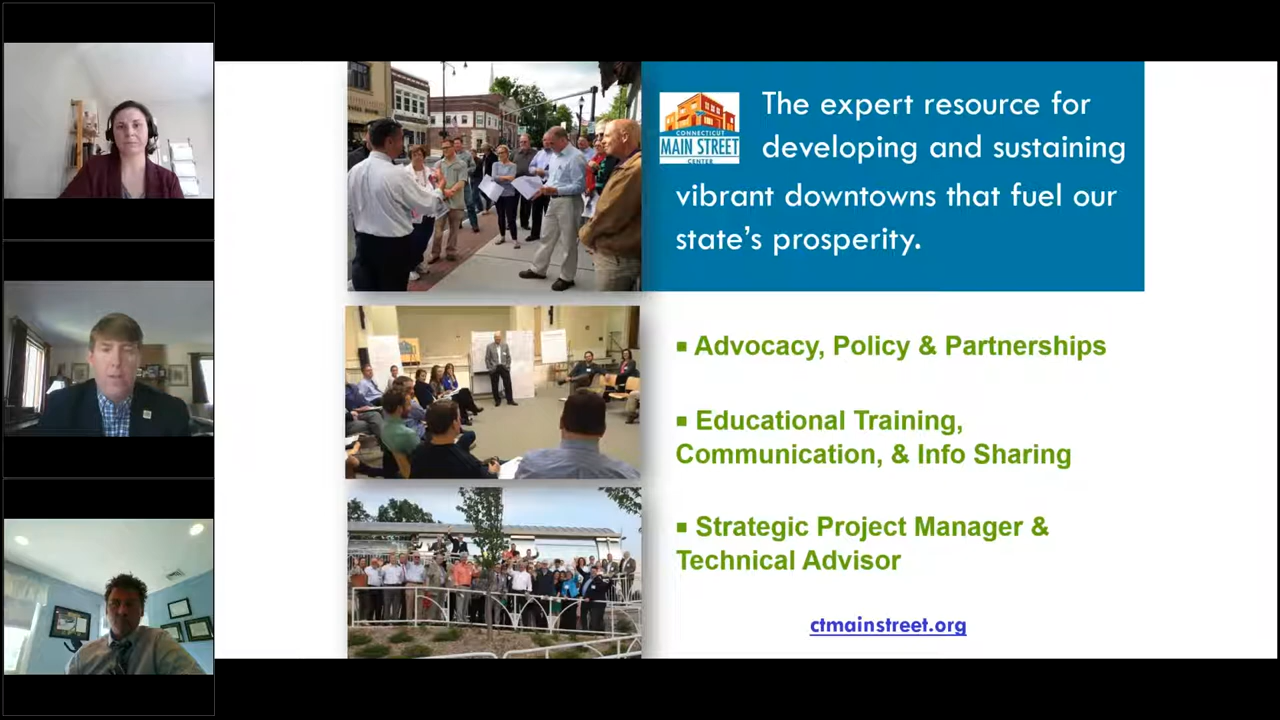 CONNECTICUT
MAIN STREET
CENTER
The expert resource for
developing and sustaining
vibrant downtowns that fuel our
state’s prosperity.
▪ Advocacy, Policy & Partnerships
▪ Educational Training,
Communication, & Info Sharing
▪ Strategic Project Manager &
Technical Advisor
ctmainstreet.org